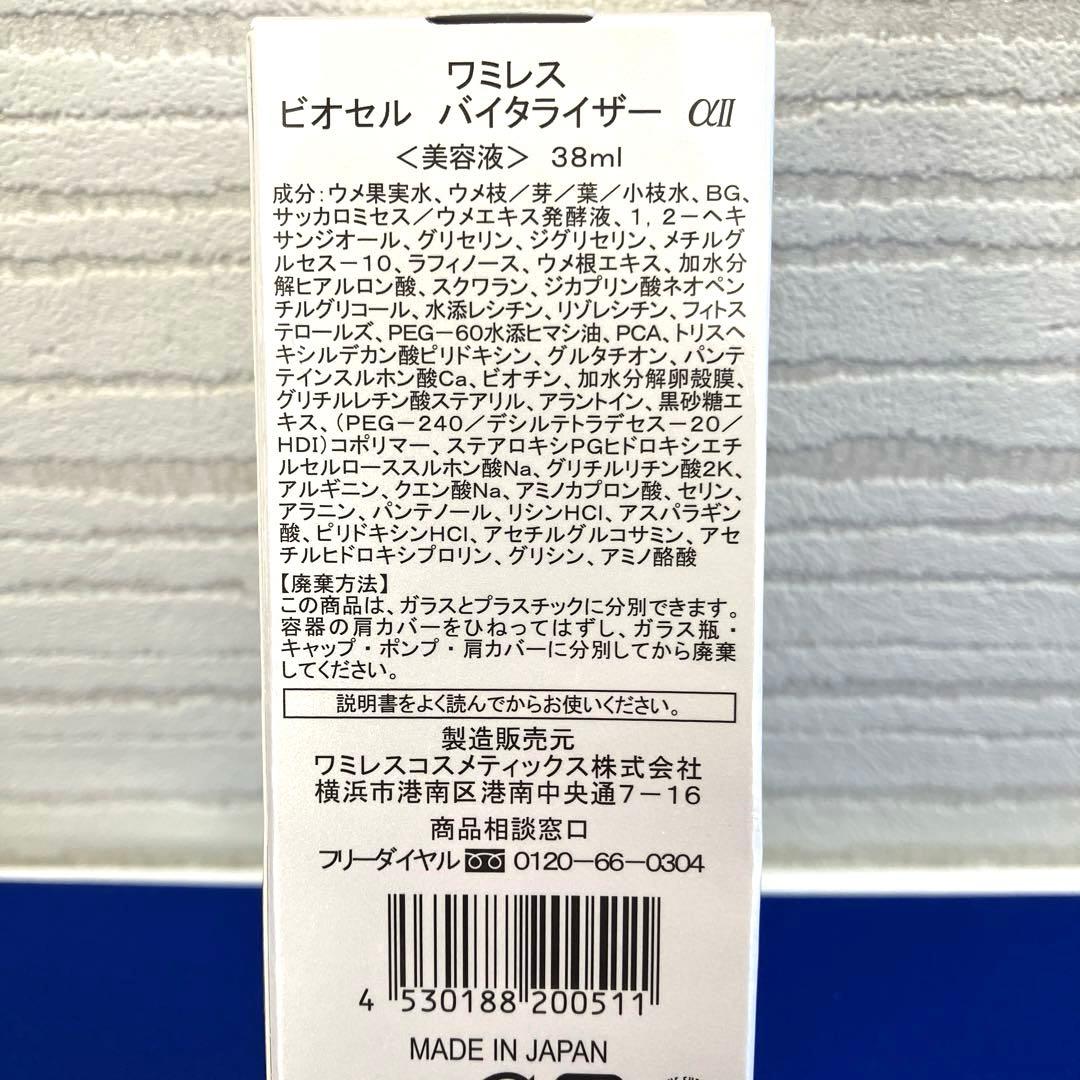 ワミレス
ビオセル バイタライザー αII
＜美容液＞ 38ml
成分：ウメ果実水、ウメ枝／芽／葉／小枝水、BG、
サッカロミセス／ウメエキス発酵液、1，2－ヘキ
サンジオール、グリセリン、ジグリセリン、メチルグ
ルセス－10、ラフィノース、ウメ根エキス、加水分
解ヒアルロン酸、スクワラン、ジカプリン酸ネオペン
チルグリコール、水添レシチン、リゾレシチン、フィトス
テロールズ、PEG－60水添ヒマシ油、PCA、トリスヘ
キシルデカン酸ピリドキシン、グルタチオン、パンテ
テインスルホン酸Ca、ビオチン、加水分解卵殻膜、
グリチルレチン酸ステアリル、アラントイン、黒砂糖エ
キス、（PEG－240／デシルテトラデセス－20／
HDI）コポリマー、ステアロキシPGヒドロキシエチ
ルセルローススルホン酸Na、グリチルリチン酸2K、
アルギニン、クエン酸Na、アミノカプロン酸、セリン、
アラニン、パンテノール、リシンHCl、アスパラギン
酸、ピリドキシンHCl、アセチルグルコサミン、アセ
チルヒドロキシプロリン、グリシン、アミノ酪酸
【廃棄方法】
この商品は、ガラスとプラスチックに分別できます。
容器の肩カバーをひねってはずし、ガラス瓶・
キャップ・ポンプ・肩カバーに分別してから廃棄
してください。
説明書をよく読んでからお使いください。
製造販売元
ワミレスコスメティックス株式会社
横浜市港南区港南中央通7－16
商品相談窓口
フリーダイヤル 0120－66－0304
4 530188 200511
MADE IN JAPAN